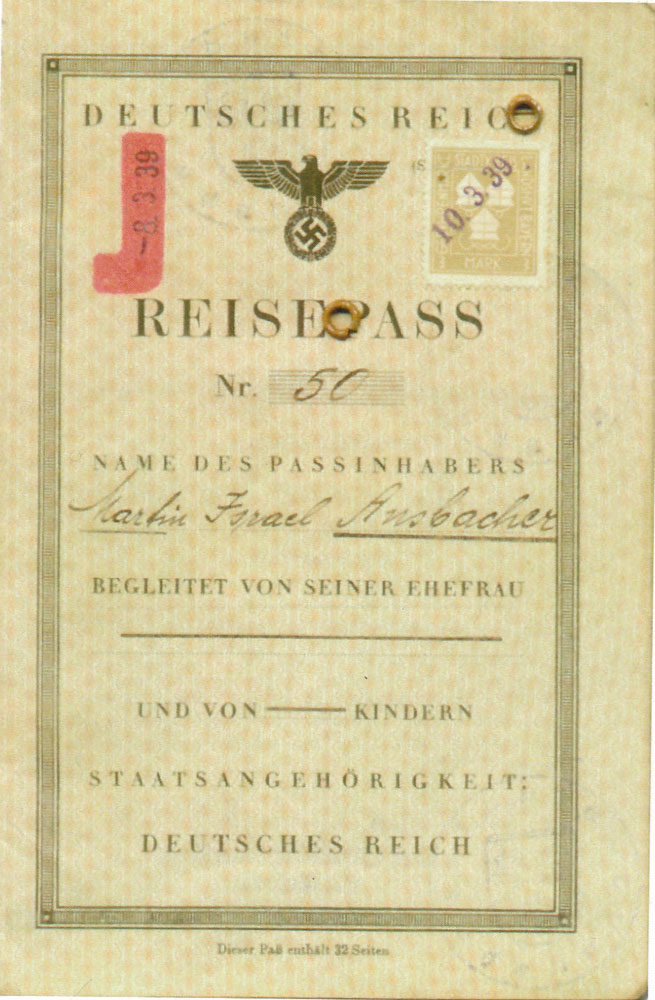 DEUTSCHES REICH
J
-8.3.39
10.3.39
MARK
REISEPASS
Nr. 50
NAME DES PASSINHABERS
Martin Israel Ansbacher
BEGLEITET VON SEINER EHEFRAU
UND VON KINDERN
STAATSANGEHÖRIGKEIT:
DEUTSCHES REICH
Dieser Paß enthält 32 Seiten